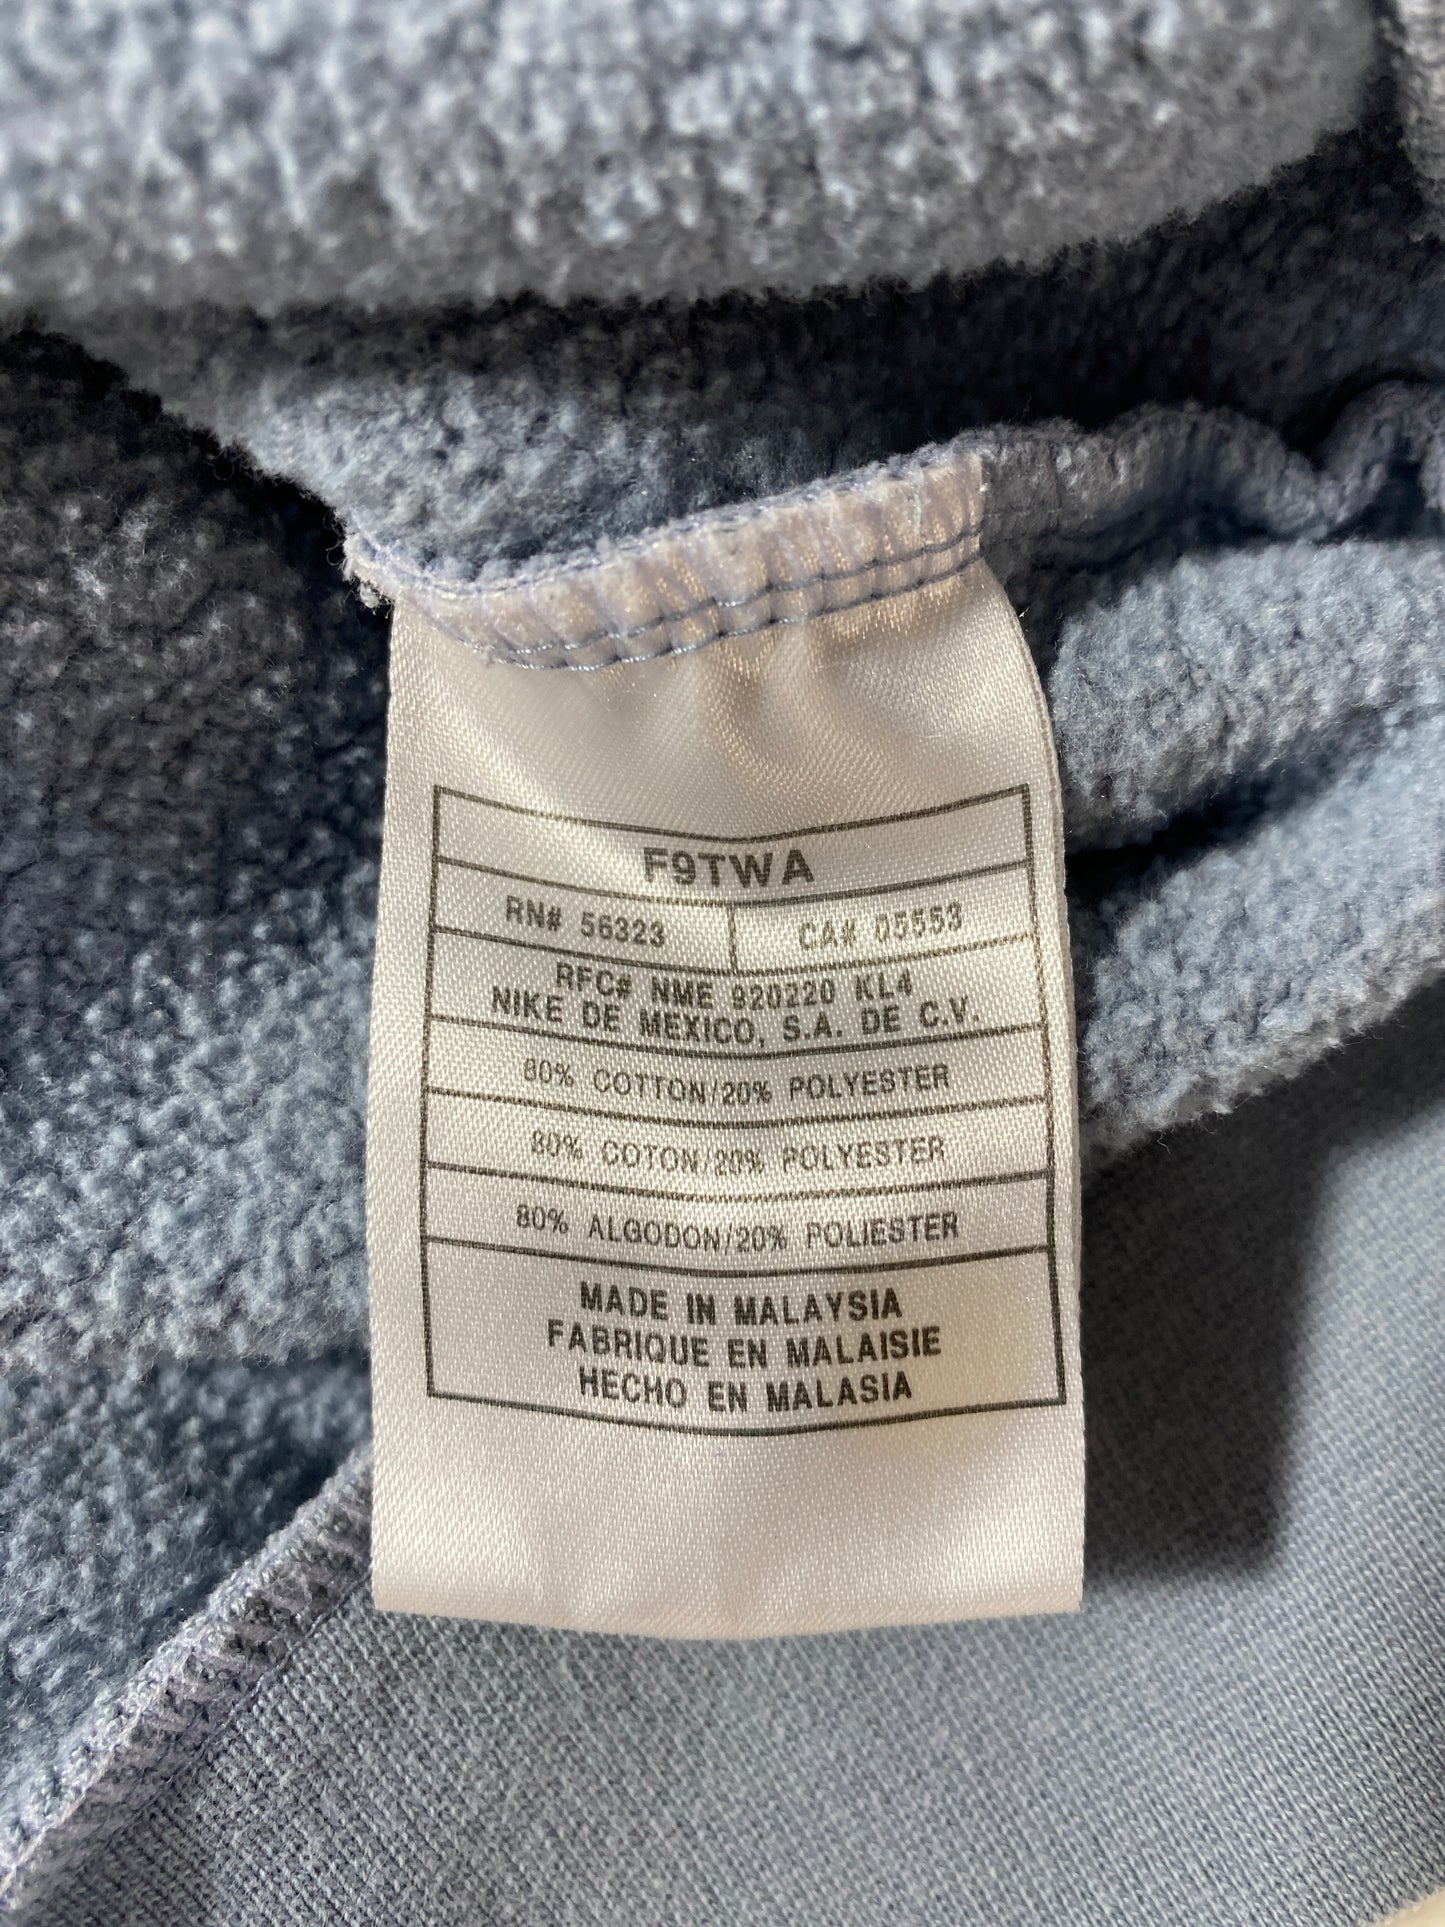 F9TWA
RN# 56323 CA# 05553
RFC# NME 920220 KL4
NIKE DE MEXICO, S.A. DE C.V.
80% COTTON/20% POLYESTER
80% COTON/20% POLYESTER
80% ALGODON/20% POLIESTER
MADE IN MALAYSIA
FABRIQUE EN MALAISIE
HECHO EN MALASIA